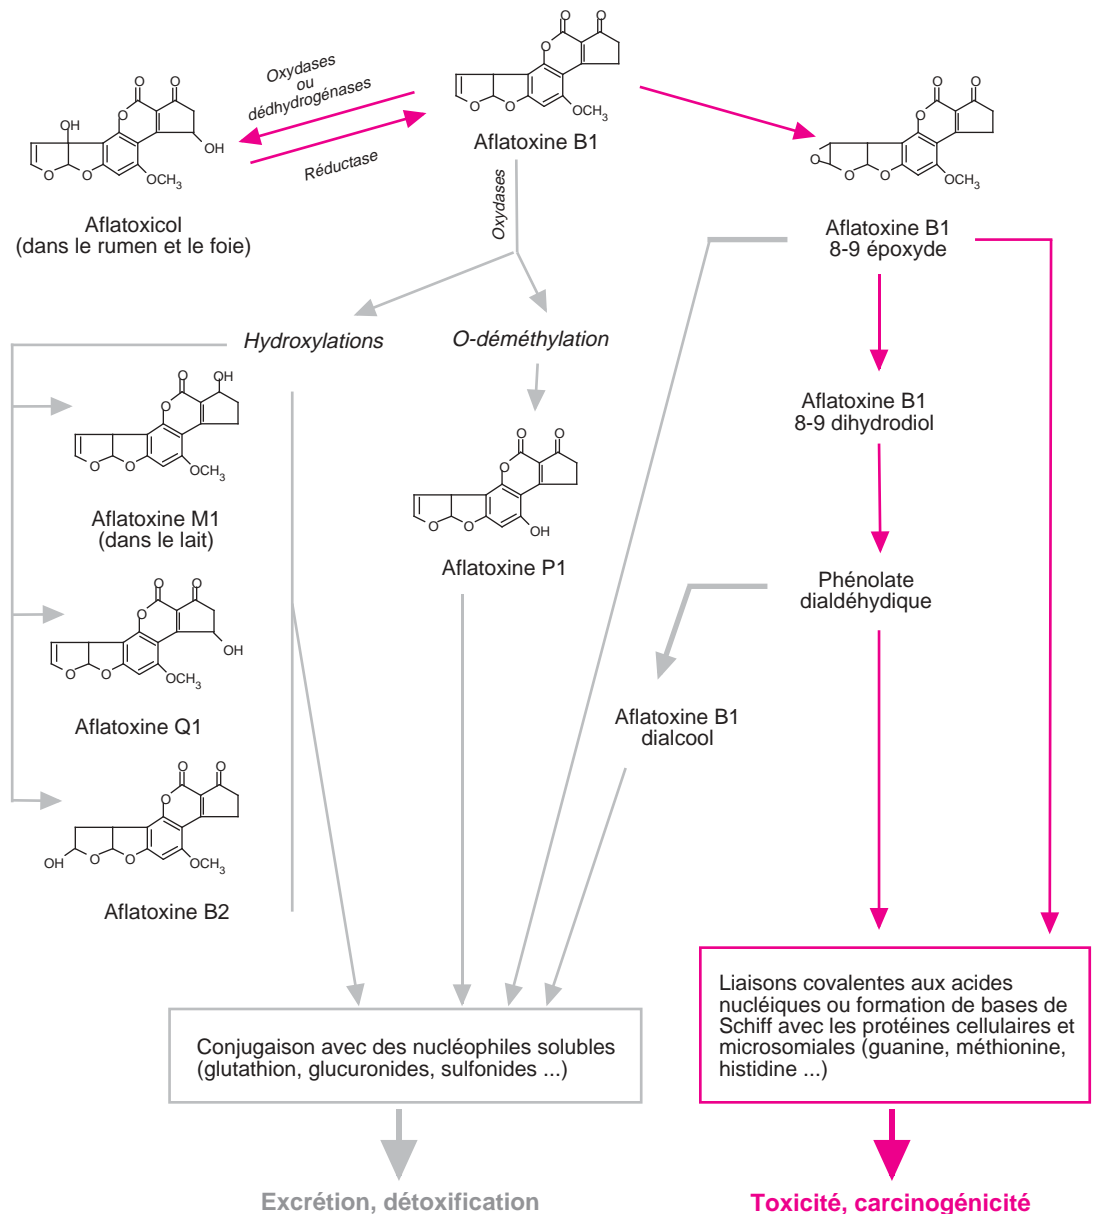 O
O
O
O
O
OCH3
Aflatoxine B1
Oxydases
ou
dédhydrogénases
Réductase
O
O
OH
O
OH
O
O
OCH3
Aflatoxicol
(dans le rumen et le foie)
O
O
O
O
O
O
OCH3
Aflatoxine B1
8-9 époxyde
Oxydases
Hydroxylations
O-déméthylation
O
OH
O
O
O
OCH3
Aflatoxine M1
(dans le lait)
O
O
O
O
O
OH
Aflatoxine P1
Aflatoxine B1
8-9 dihydrodiol
O
O
O
OH
O
O
OCH3
Aflatoxine Q1
Phénolate
dialdéhydique
Aflatoxine B1
dialcool
O
O
O
OH
O
O
OCH3
Aflatoxine B2
Conjugaison avec des nucléophiles solubles
(glutathion, glucuronides, sulfonides ...)
Liaisons covalentes aux acides
nucléiques ou formation de bases de
Schiff avec les protéines cellulaires et
microsomiales (guanine, méthionine,
histidine ...)
Excrétion, détoxification
Toxicité, carcinogénicité